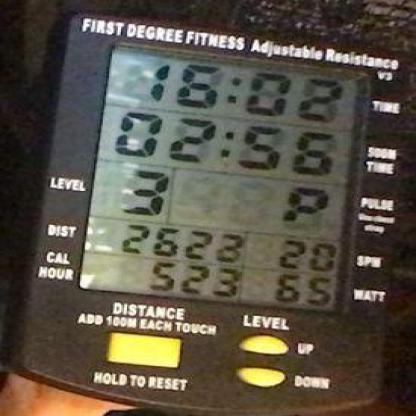 FIRST DEGREE FITNESS Adjustable Resistance
V3
16:02 TIME
02:56 500M TIME
LEVEL 3 P PULSE
DIST 2623 20 SPM
CAL HOUR 523 65 WATT
DISTANCE
ADD 100M EACH TOUCH
HOLD TO RESET
LEVEL
UP
DOWN